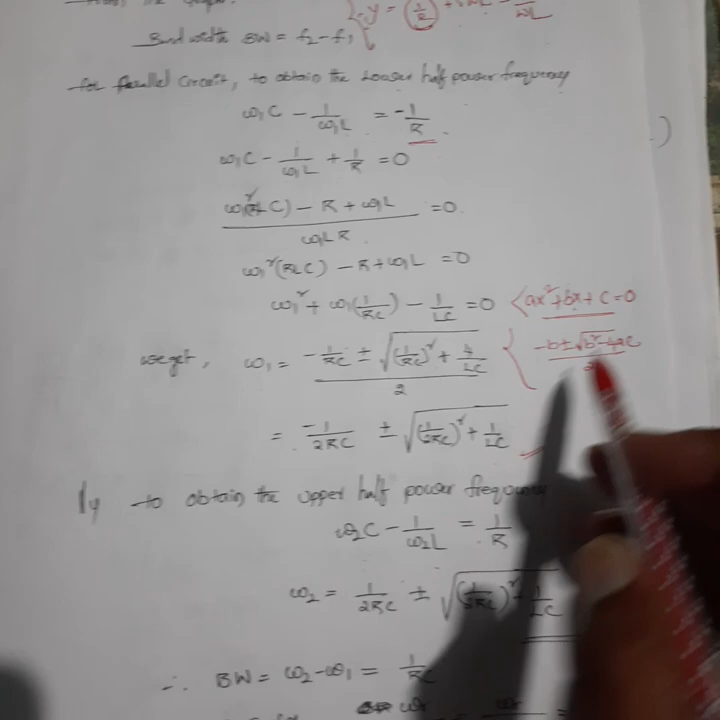 y = (1/R) +
Band width BW = f₂ - f₁
for Parallel Circuit, to obtain the Lower half power frequency
ω₁C - 1/ω₁L = -1/R
ω₁C - 1/ω₁L + 1/R = 0
(ω₁²(RLC) - R + ω₁L)/(ω₁LR) = 0
ω₁²(RLC) - R + ω₁L = 0
ω₁² + ω₁(1/RC) - 1/LC = 0 <ax²+bx+c=0
we get, ω₁ = (-1/RC ± √((1/RC)² + 4/LC))/2 { -b±√b²-4ac / 2
= -1/2RC ± √((1/2RC)² + 1/LC)
lly to obtain the upper half power frequency
ω₂C - 1/ω₂L = 1/R
ω₂ = 1/2RC ± √((1/2RC)² + 1/LC)
∴ BW = ω₂-ω₁ = 1/RC